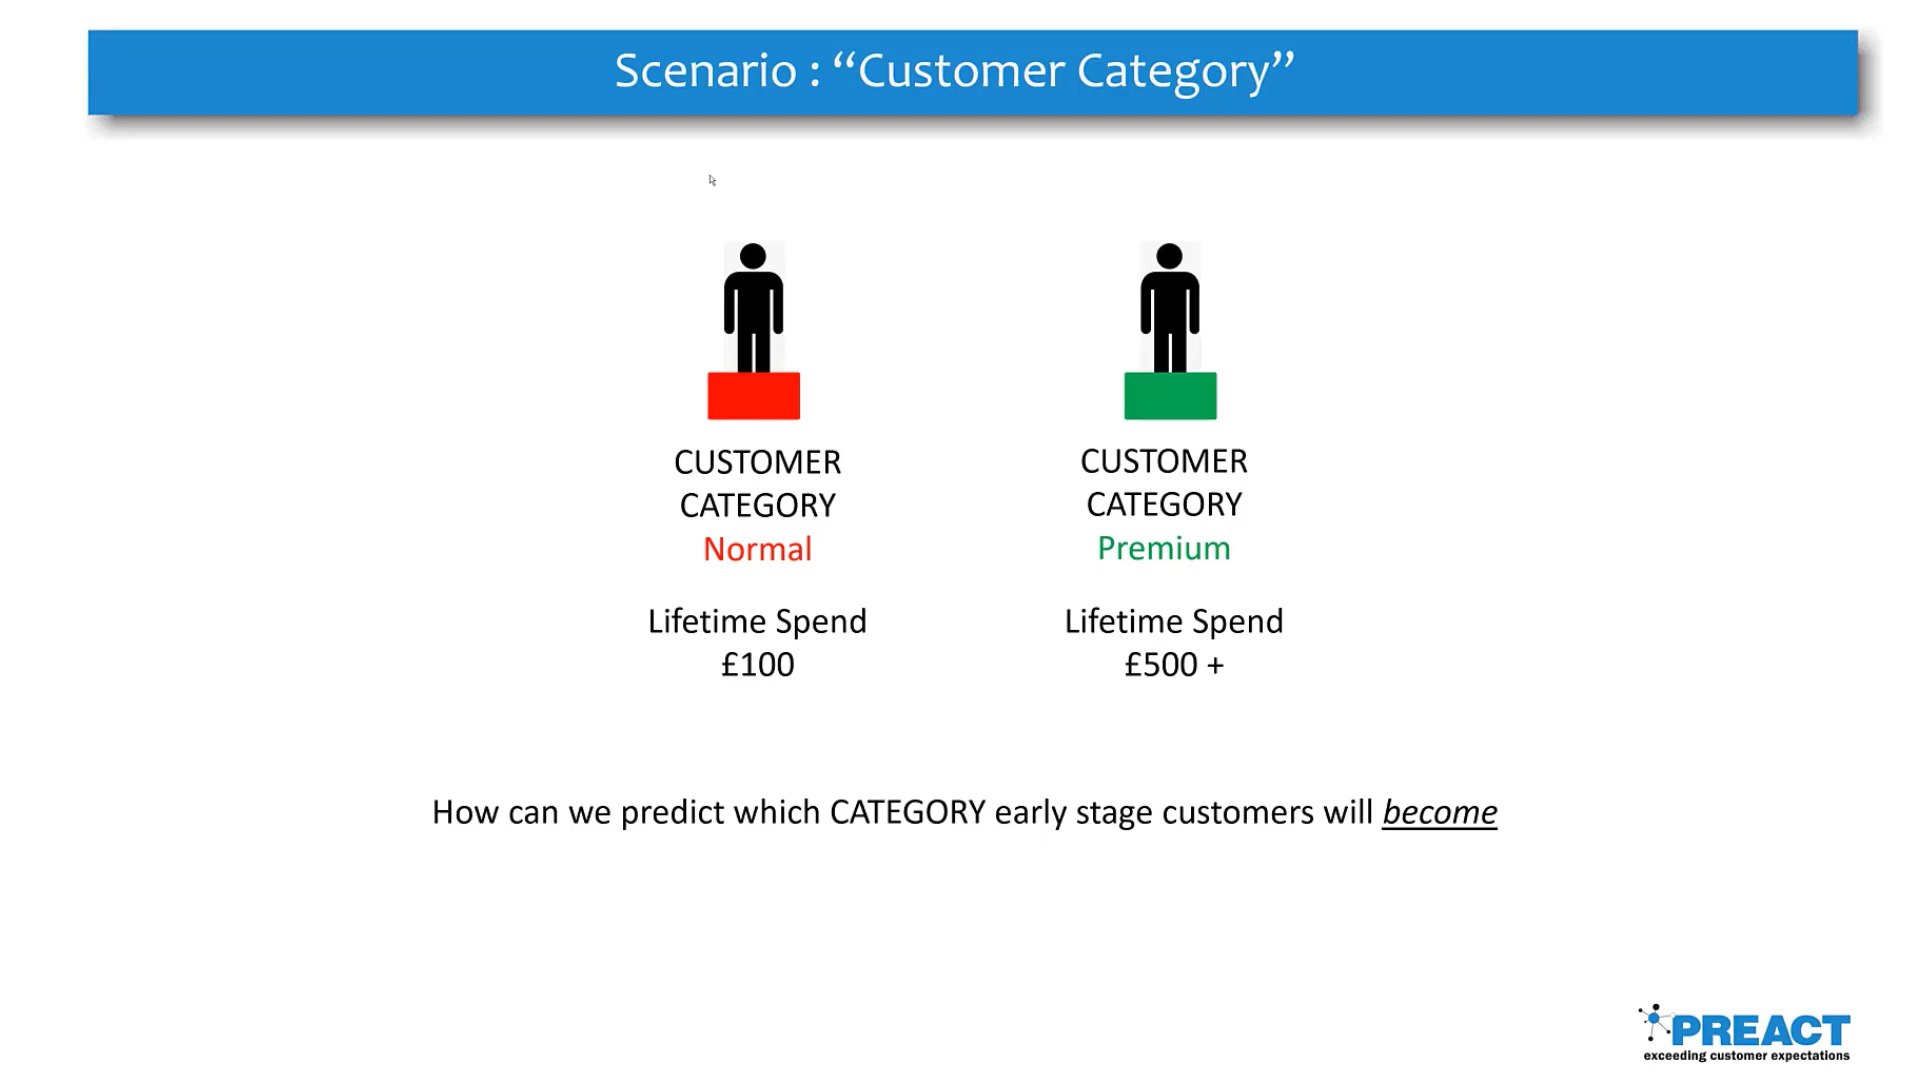 Scenario : “Customer Category”
CUSTOMER
CATEGORY
Normal
Lifetime Spend
£100
CUSTOMER
CATEGORY
Premium
Lifetime Spend
£500 +
How can we predict which CATEGORY early stage customers will become
PREACT
exceeding customer expectations